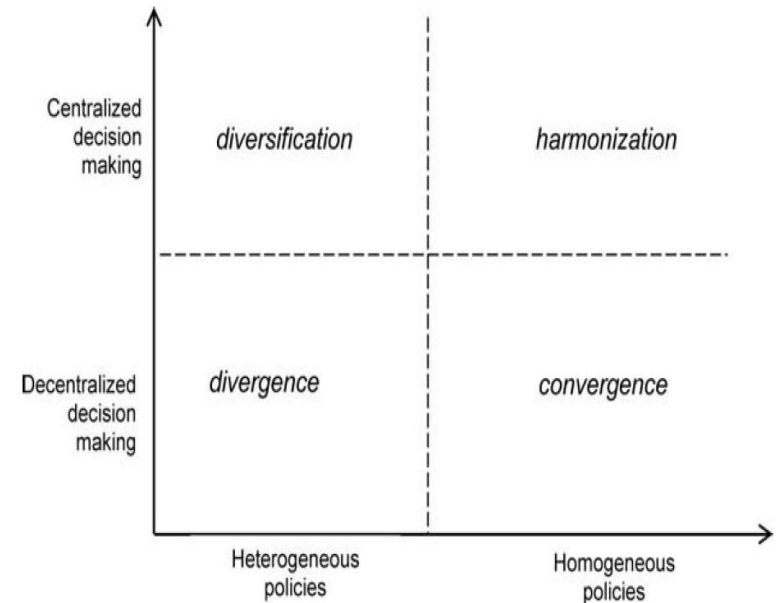 Centralized
decision
making
diversification
harmonization
Decentralized
decision
making
divergence
convergence
Heterogeneous
policies
Homogeneous
policies